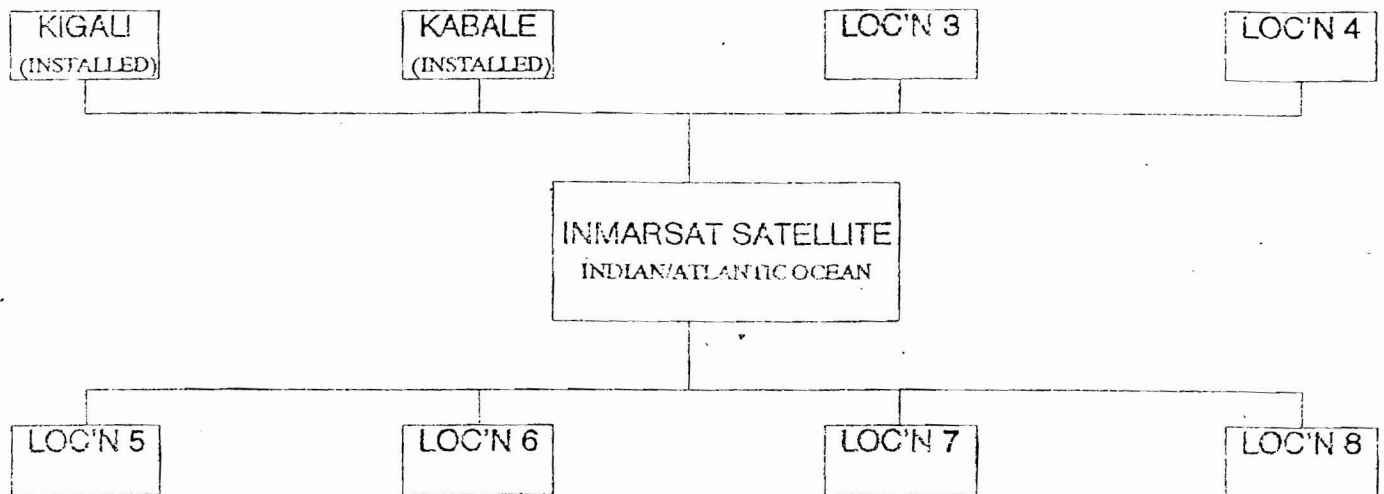 KIGALI
(INSTALLED)
KABALE
(INSTALLED)
LOC'N 3
LOC'N 4
INMARSAT SATELLITE
INDIAN/ATLANTIC OCEAN
LOC'N 5
LOC'N 6
LOC'N 7
LOC'N 8